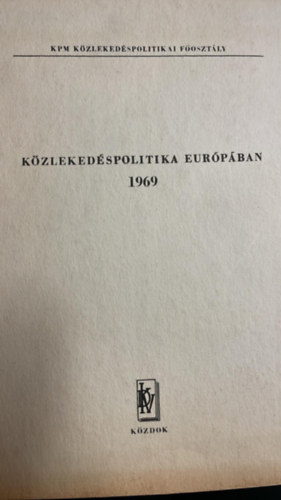 KPM KÖZLEKEDÉSPOLITIKAI FŐOSZTÁLY
KÖZLEKEDÉSPOLITIKA EURÓPÁBAN
1969
KÖZDOK